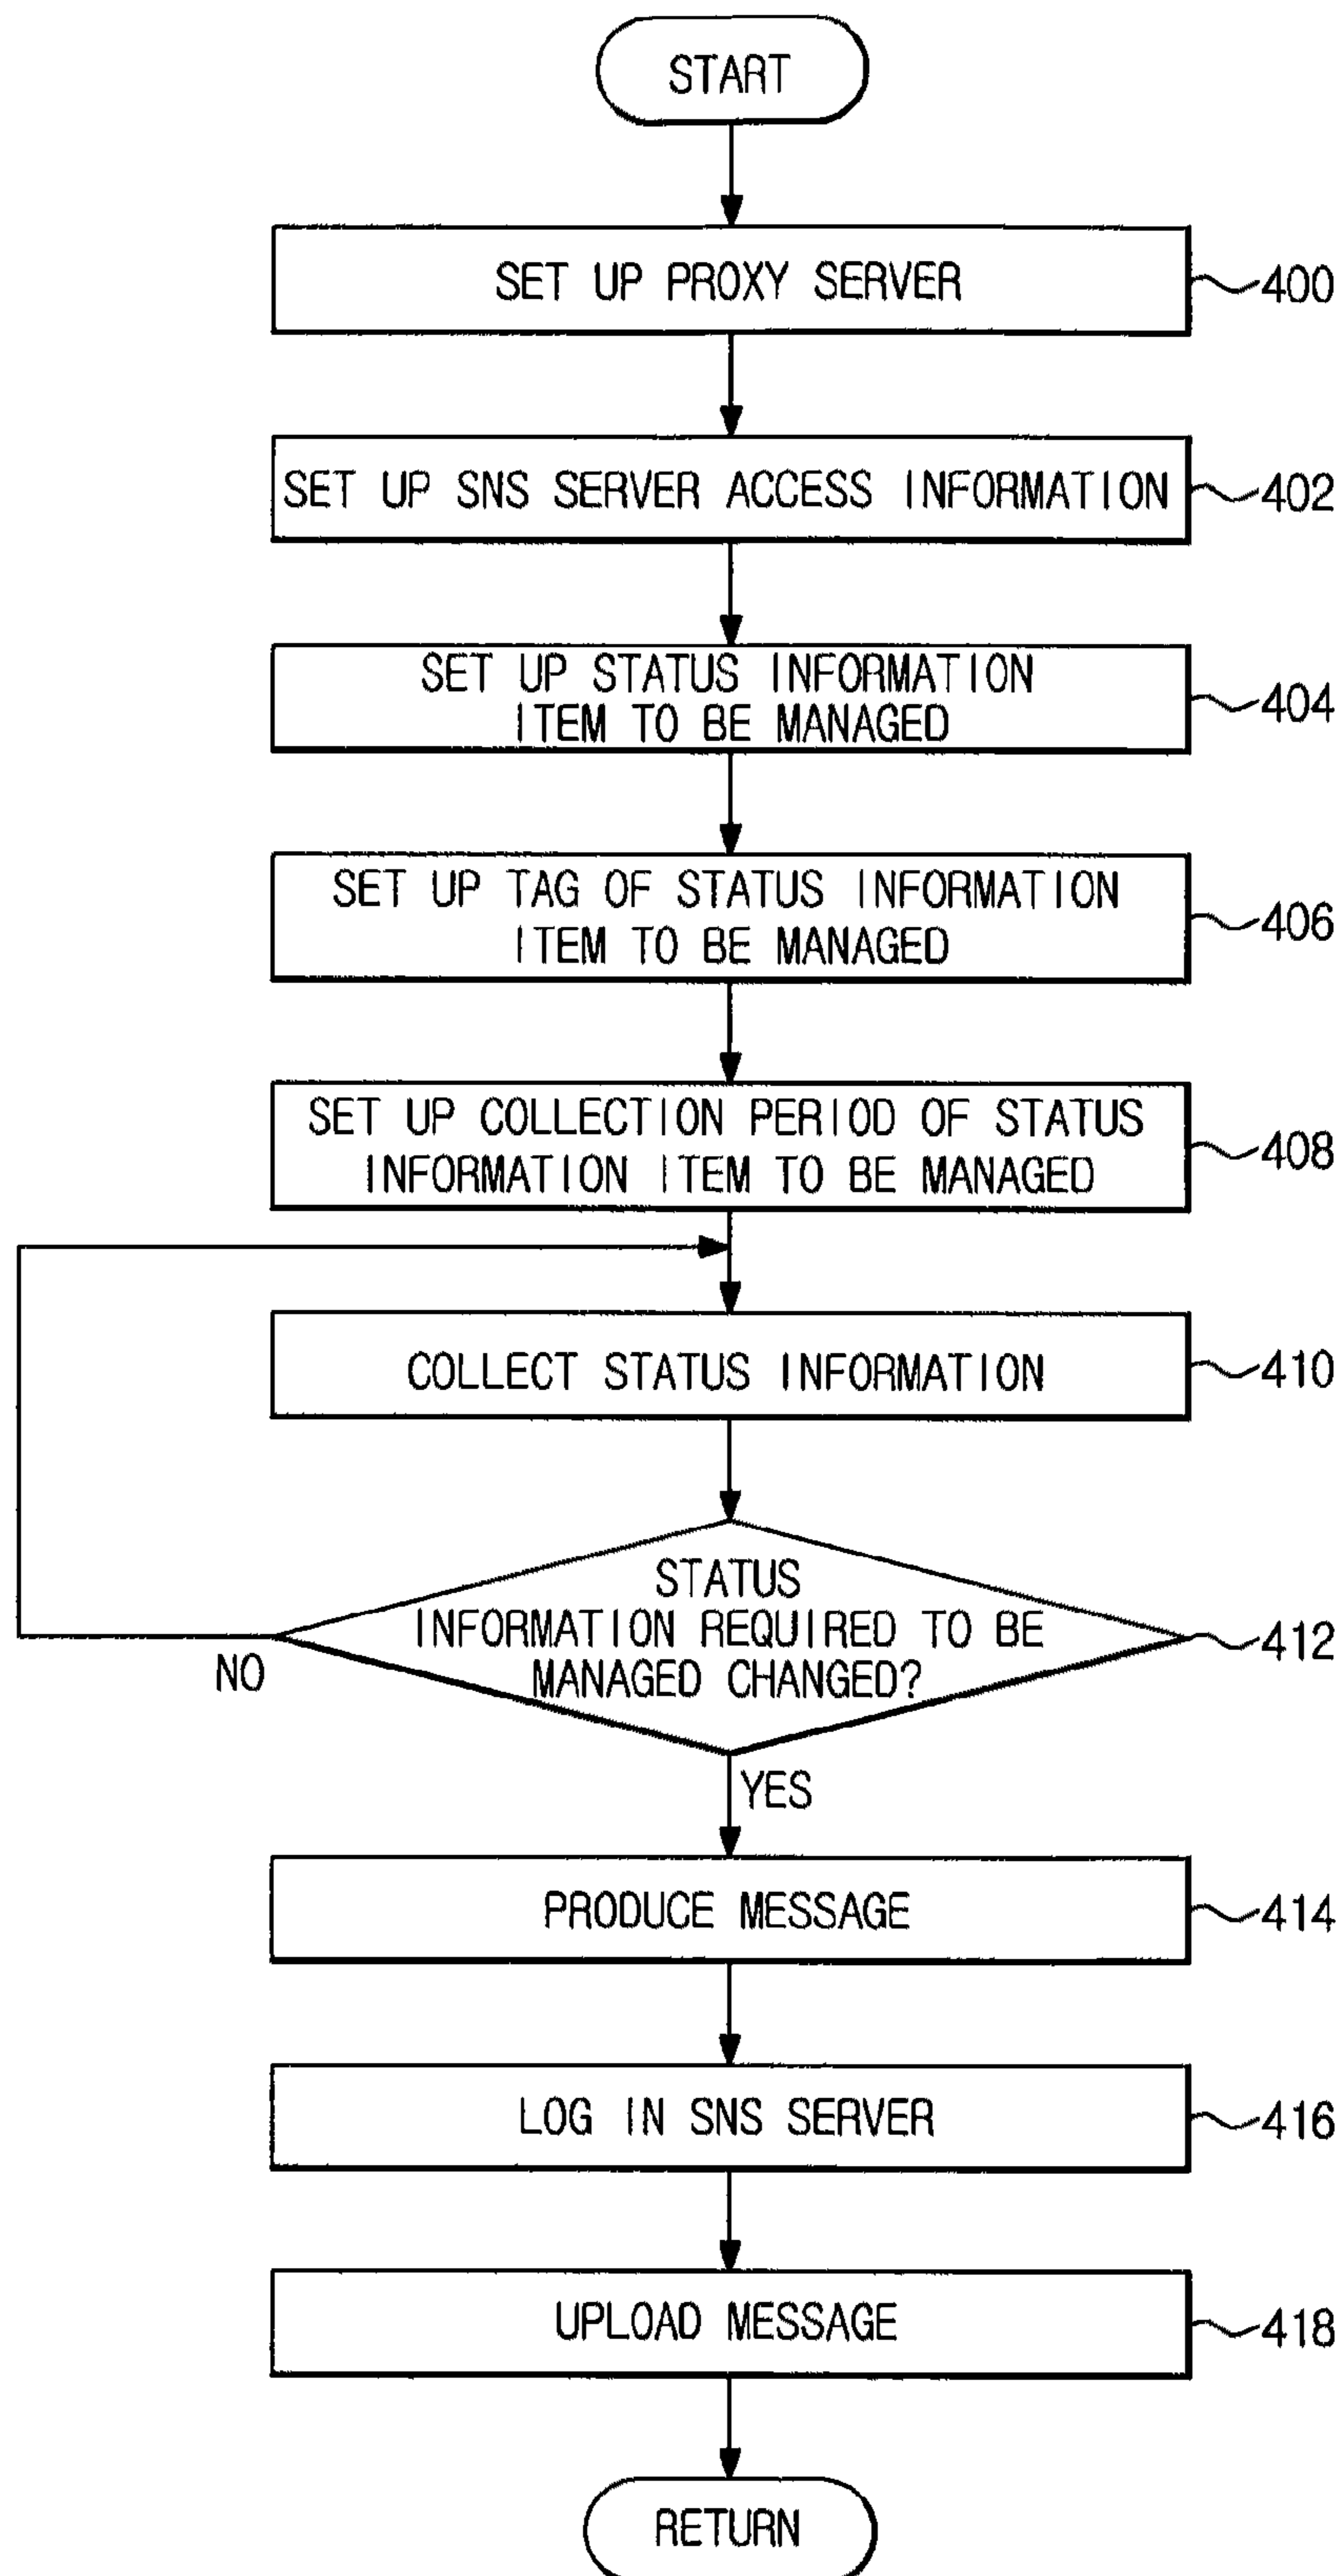 START
SET UP PROXY SERVER
400
SET UP SNS SERVER ACCESS INFORMATION
402
SET UP STATUS INFORMATION
ITEM TO BE MANAGED
404
SET UP TAG OF STATUS INFORMATION
ITEM TO BE MANAGED
406
SET UP COLLECTION PERIOD OF STATUS
INFORMATION ITEM TO BE MANAGED
408
COLLECT STATUS INFORMATION
410
STATUS
INFORMATION REQUIRED TO BE
MANAGED CHANGED?
412
NO
YES
PRODUCE MESSAGE
414
LOG IN SNS SERVER
416
UPLOAD MESSAGE
418
RETURN